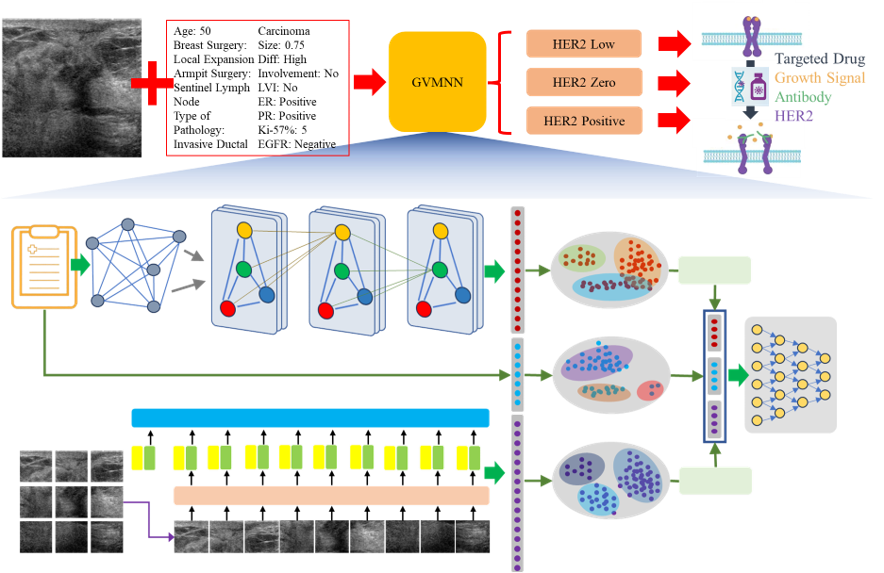 Age: 50 Carcinoma
Breast Surgery: Size: 0.75
Local Expansion Diff: High
Armpit Surgery: Involvement: No
Sentinel Lymph LVI: No
Node ER: Positive
Type of PR: Positive
Pathology: Ki-57%: 5
Invasive Ductal EGFR: Negative
GVMNN
HER2 Low
HER2 Zero
HER2 Positive
Targeted Drug
Growth Signal
Antibody
HER2